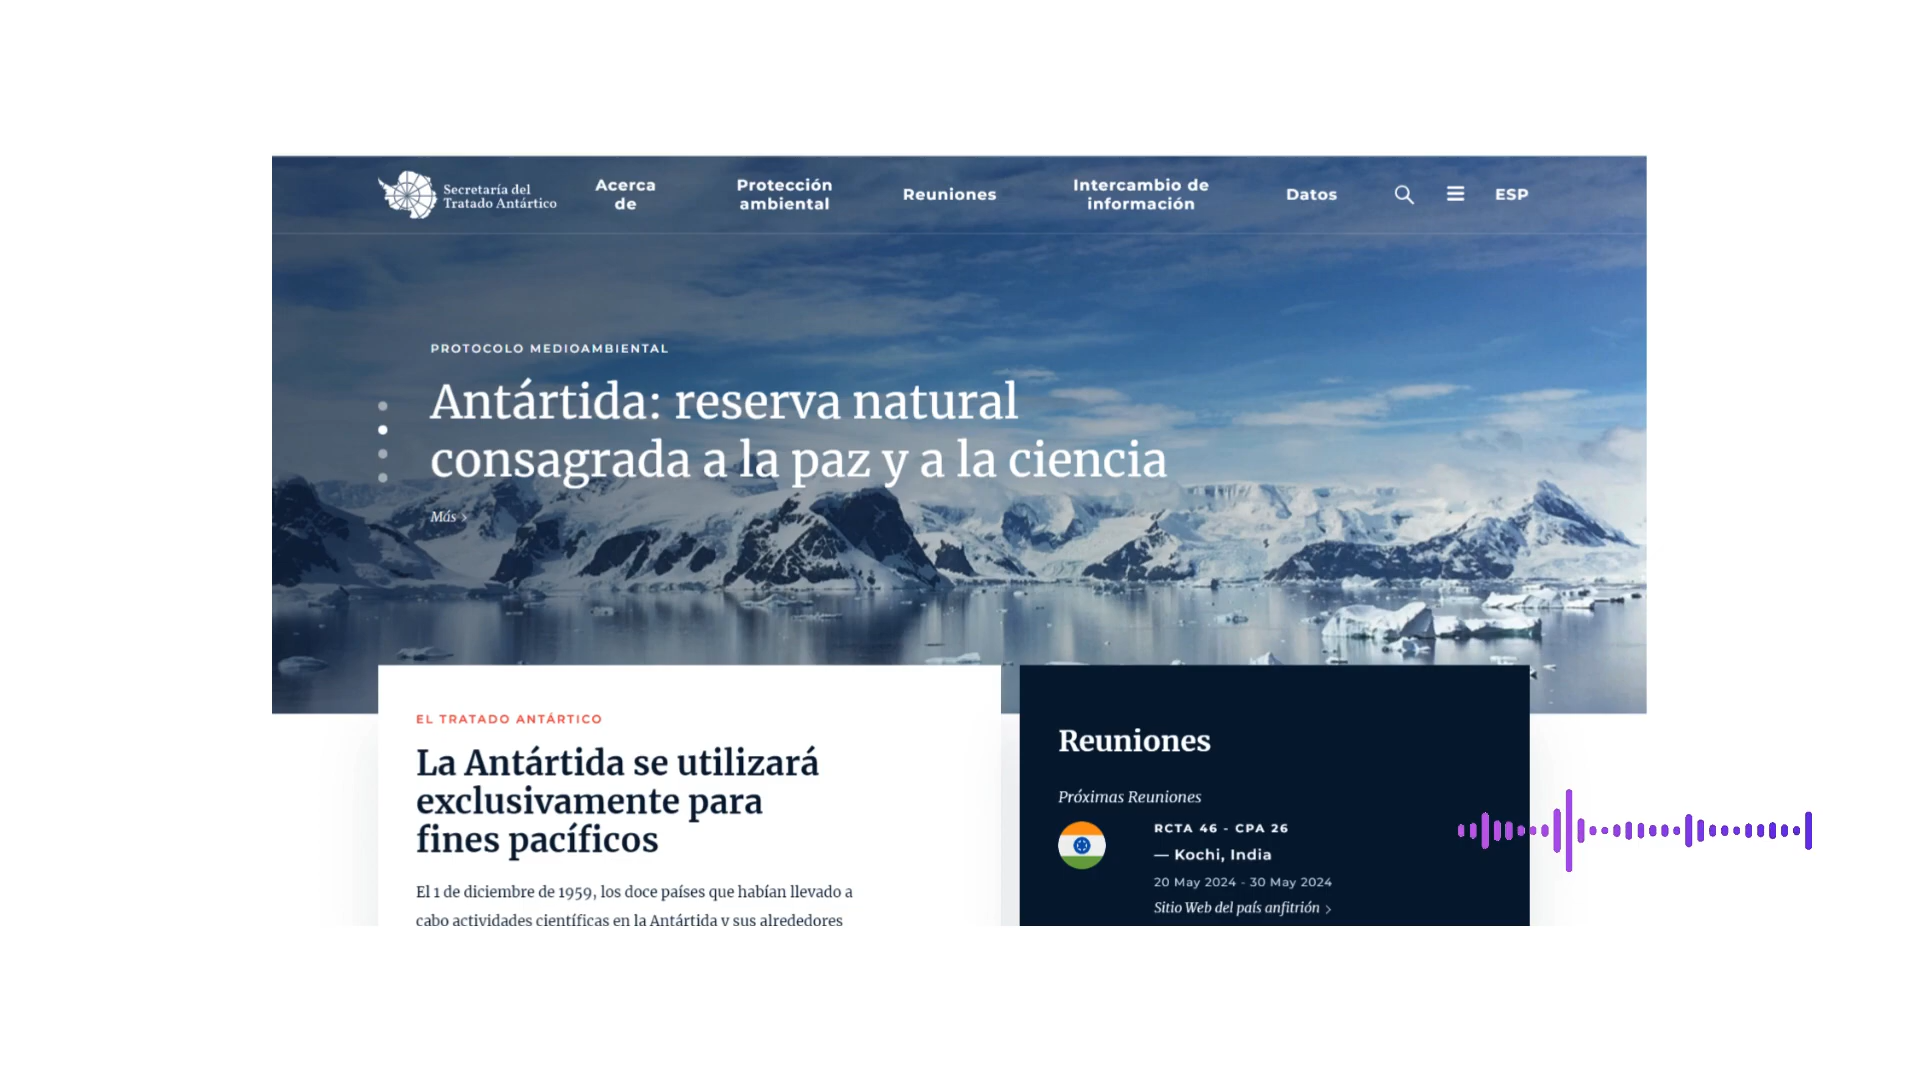 Secretaría del
Tratado Antártico
Acerca
de
Protección
ambiental
Reuniones
Intercambio de
información
Datos
ESP
PROTOCOLO MEDIOAMBIENTAL
Antártida: reserva natural
consagrada a la paz y a la ciencia
Más ›
EL TRATADO ANTÁRTICO
La Antártida se utilizará
exclusivamente para
fines pacíficos
El 1 de diciembre de 1959, los doce países que habían llevado a
cabo actividades científicas en la Antártida y sus alrededores
Reuniones
Próximas Reuniones
RCTA 46 - CPA 26
— Kochi, India
20 May 2024 - 30 May 2024
Sitio Web del país anfitrión ›